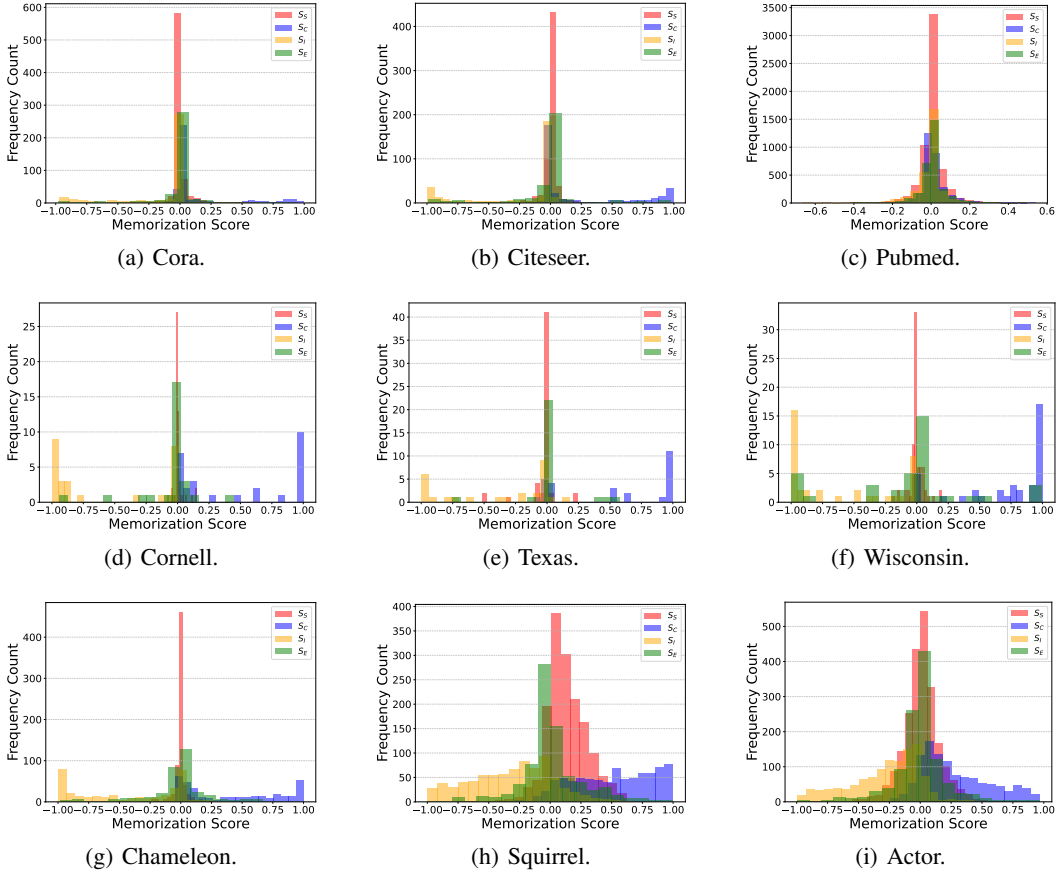 600
500
400
300
200
100
0
Frequency Count
−1.00−0.75−0.50−0.25 0.00 0.25 0.50 0.75 1.00
Memorization Score
S_S
S_C
S_I
S_E
(a) Cora.
400
300
200
100
0
Frequency Count
−1.00−0.75−0.50−0.25 0.00 0.25 0.50 0.75 1.00
Memorization Score
S_S
S_C
S_I
S_E
(b) Citeseer.
3500
3000
2500
2000
1500
1000
500
0
Frequency Count
−0.6 −0.4 −0.2 0.0 0.2 0.4 0.6
Memorization Score
S_S
S_C
S_I
S_E
(c) Pubmed.
25
20
15
10
5
0
Frequency Count
−1.00−0.75−0.50−0.25 0.00 0.25 0.50 0.75 1.00
Memorization Score
S_S
S_C
S_I
S_E
(d) Cornell.
40
35
30
25
20
15
10
5
0
Frequency Count
−1.00−0.75−0.50−0.25 0.00 0.25 0.50 0.75 1.00
Memorization Score
S_S
S_C
S_I
S_E
(e) Texas.
30
25
20
15
10
5
0
Frequency Count
−1.00−0.75−0.50−0.25 0.00 0.25 0.50 0.75 1.00
Memorization Score
S_S
S_C
S_I
S_E
(f) Wisconsin.
400
300
200
100
0
Frequency Count
−1.00−0.75−0.50−0.25 0.00 0.25 0.50 0.75 1.00
Memorization Score
S_S
S_C
S_I
S_E
(g) Chameleon.
400
350
300
250
200
150
100
50
0
Frequency Count
−1.00−0.75−0.50−0.25 0.00 0.25 0.50 0.75 1.00
Memorization Score
S_S
S_C
S_I
S_E
(h) Squirrel.
500
400
300
200
100
0
Frequency Count
−1.00−0.75−0.50−0.25 0.00 0.25 0.50 0.75 1.00
Memorization Score
S_S
S_C
S_I
S_E
(i) Actor.